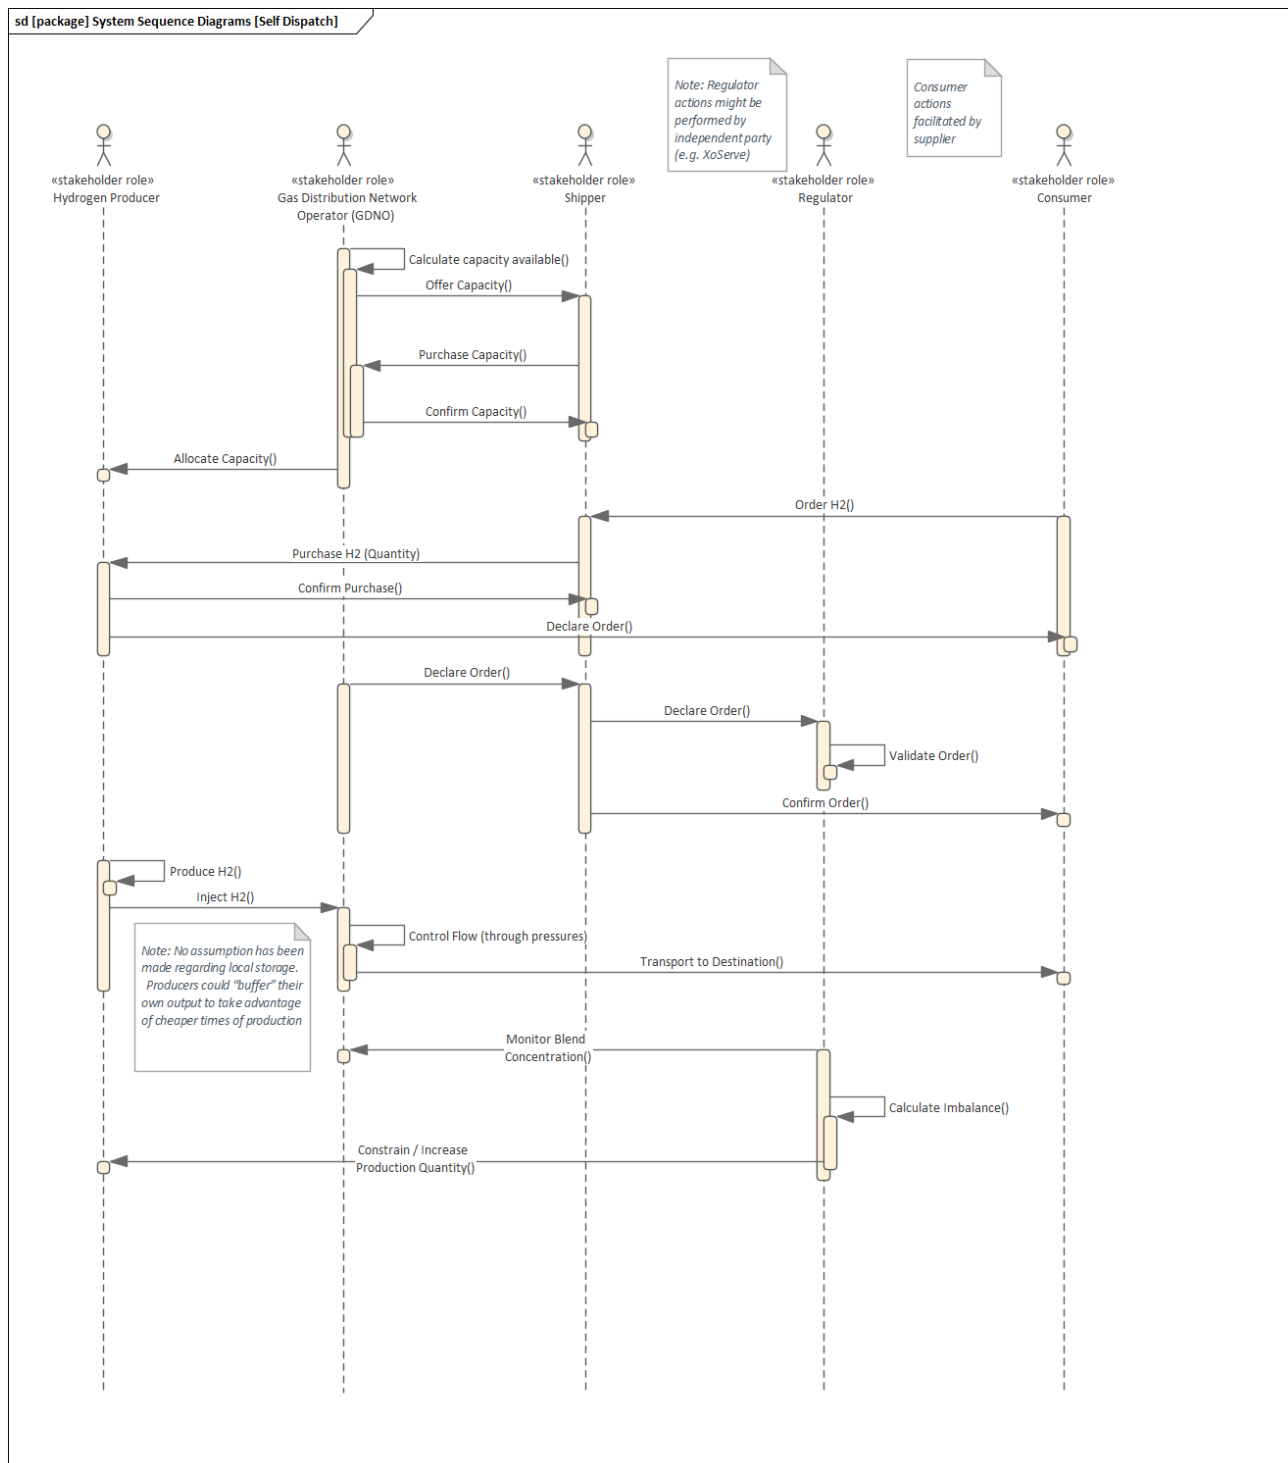 sd [package] System Sequence Diagrams [Self Dispatch]
Note: Regulator
actions might be
performed by
independent party
(e.g. XoServe)
Consumer
actions
facilitated by
supplier
«stakeholder role»
Hydrogen Producer
«stakeholder role»
Gas Distribution Network
Operator (GDNO)
«stakeholder role»
Shipper
«stakeholder role»
Regulator
«stakeholder role»
Consumer
Calculate capacity available()
Offer Capacity()
Purchase Capacity()
Confirm Capacity()
Allocate Capacity()
Order H2()
Purchase H2 (Quantity)
Confirm Purchase()
Declare Order()
Declare Order()
Declare Order()
Validate Order()
Confirm Order()
Produce H2()
Inject H2()
Control Flow (through pressures)
Note: No assumption has been
made regarding local storage.
Producers could "buffer" their
own output to take advantage
of cheaper times of production
Transport to Destination()
Monitor Blend
Concentration()
Calculate Imbalance()
Constrain / Increase
Production Quantity()